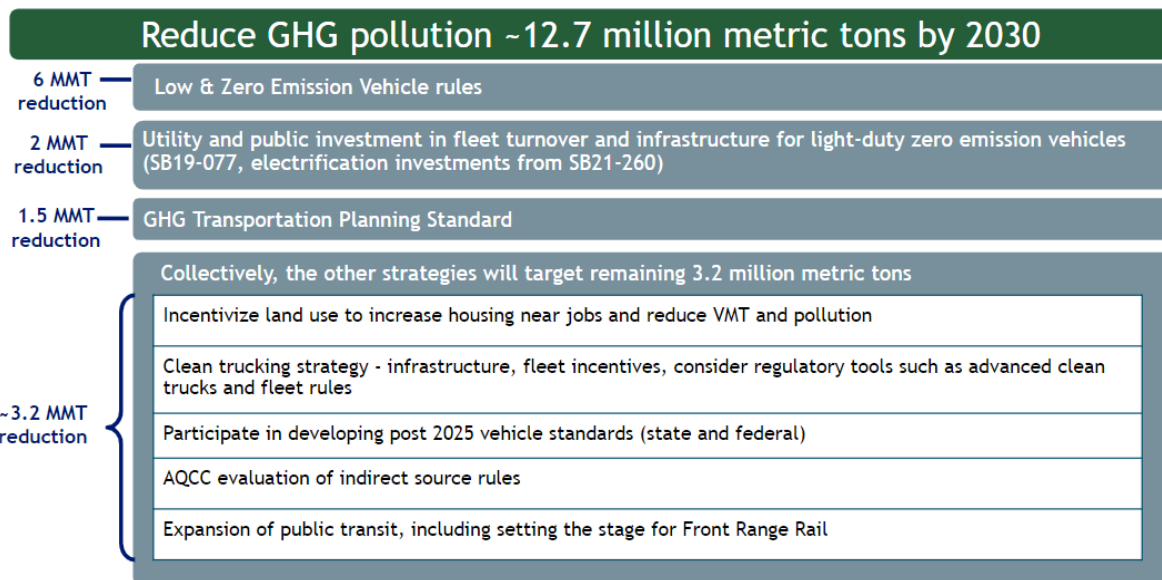 Reduce GHG pollution ~12.7 million metric tons by 2030
6 MMT
reduction
Low & Zero Emission Vehicle rules
2 MMT
reduction
Utility and public investment in fleet turnover and infrastructure for light-duty zero emission vehicles
(SB19-077, electrification investments from SB21-260)
1.5 MMT
reduction
GHG Transportation Planning Standard
Collectively, the other strategies will target remaining 3.2 million metric tons
~3.2 MMT
reduction
Incentivize land use to increase housing near jobs and reduce VMT and pollution
Clean trucking strategy - infrastructure, fleet incentives, consider regulatory tools such as advanced clean
trucks and fleet rules
Participate in developing post 2025 vehicle standards (state and federal)
AQCC evaluation of indirect source rules
Expansion of public transit, including setting the stage for Front Range Rail